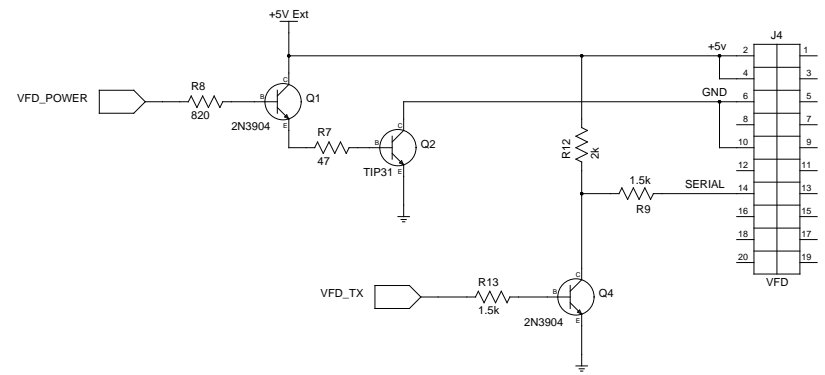 +5V Ext
J4
+5v
2 1
R8
C
4 3
VFD_POWER
B
Q1
GND
6 5
820
E
2N3904
C
8 7
R7
B
Q2
R12
2k
10 9
47
TIP31
E
12 11
1.5k
SERIAL
14 13
R9
16 15
18 17
C
20 19
R13
VFD
VFD_TX
B
Q4
1.5k
2N3904
E